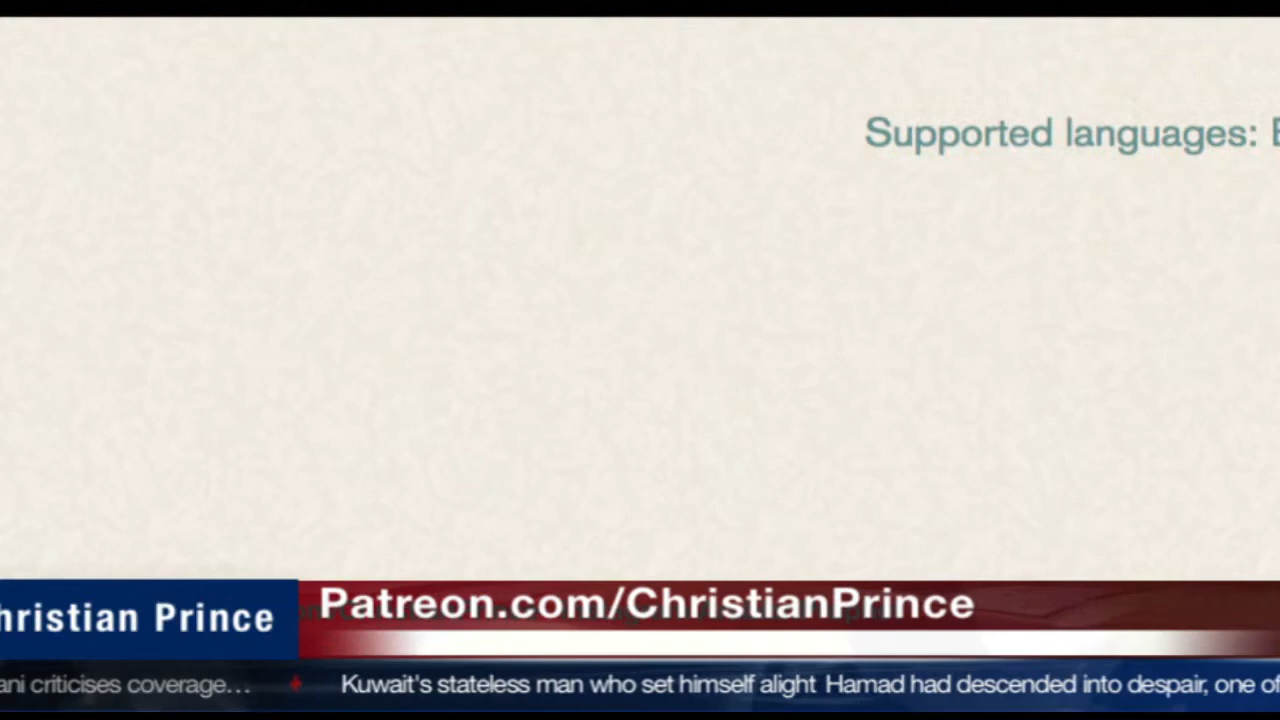 Supported languages:
Patreon.com/ChristianPrince
hristian Prince
ani criticises coverage… Kuwait's stateless man who set himself alight Hamad had descended into despair, one of